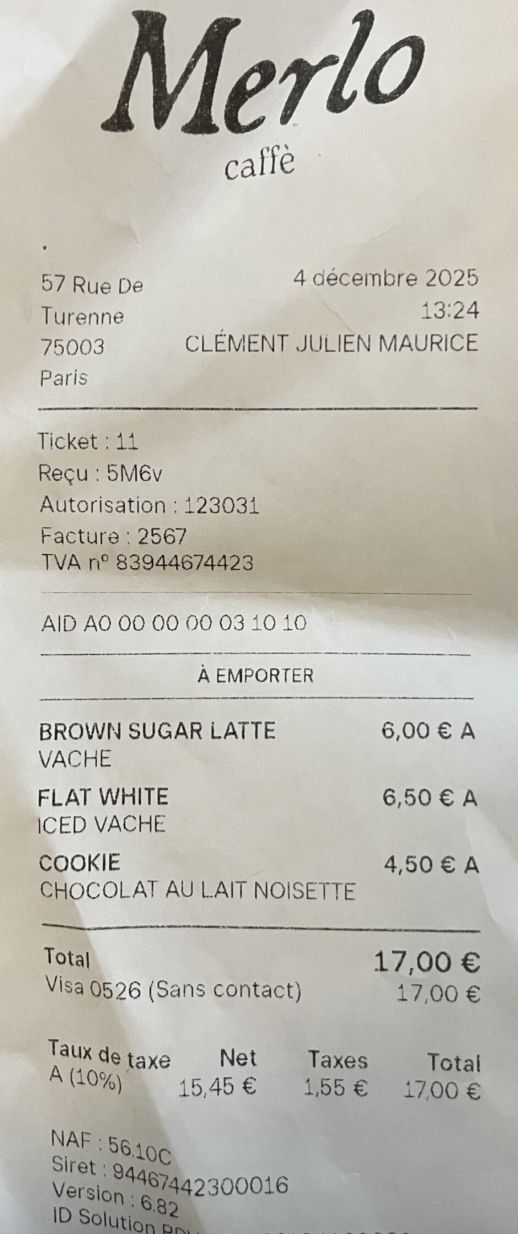 Merlo
caffè
57 Rue De
Turenne
75003
Paris
4 décembre 2025
13:24
CLÉMENT JULIEN MAURICE
Ticket : 11
Reçu : 5M6v
Autorisation : 123031
Facture : 2567
TVA nº 83944674423
AID A0 00 00 00 03 10 10
À EMPORTER
BROWN SUGAR LATTE 6,00 € A
VACHE
FLAT WHITE 6,50 € A
ICED VACHE
COOKIE 4,50 € A
CHOCOLAT AU LAIT NOISETTE
Total 17,00 €
Visa 0526 (Sans contact) 17,00 €
Taux de taxe Net Taxes Total
A (10%) 15,45 € 1,55 € 17,00 €
NAF : 56.10C
Siret : 94467442300016
Version : 6.82
ID Solution